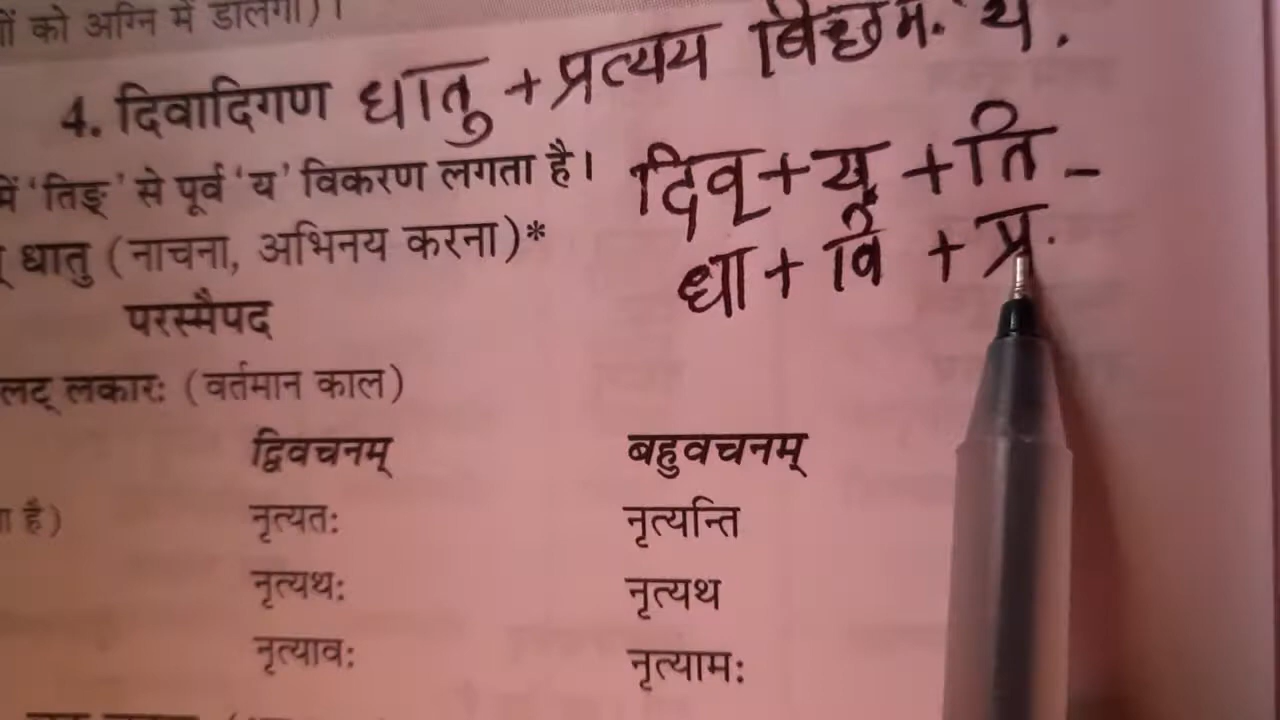 को अग्नि में डालेगा)।
4. दिवादिगण धातु + प्रत्यय य.
में 'तिङ्' से पूर्व 'य' विकरण लगता है। दिव्+य्+ति -
धातु (नाचना, अभिनय करना)* धा + वि + प्र.
परस्मैपद
लट् लकारः (वर्तमान काल)
द्विवचनम् बहुवचनम्
है) नृत्यतः नृत्यन्ति
नृत्यथः नृत्यथ
नृत्यावः नृत्यामः